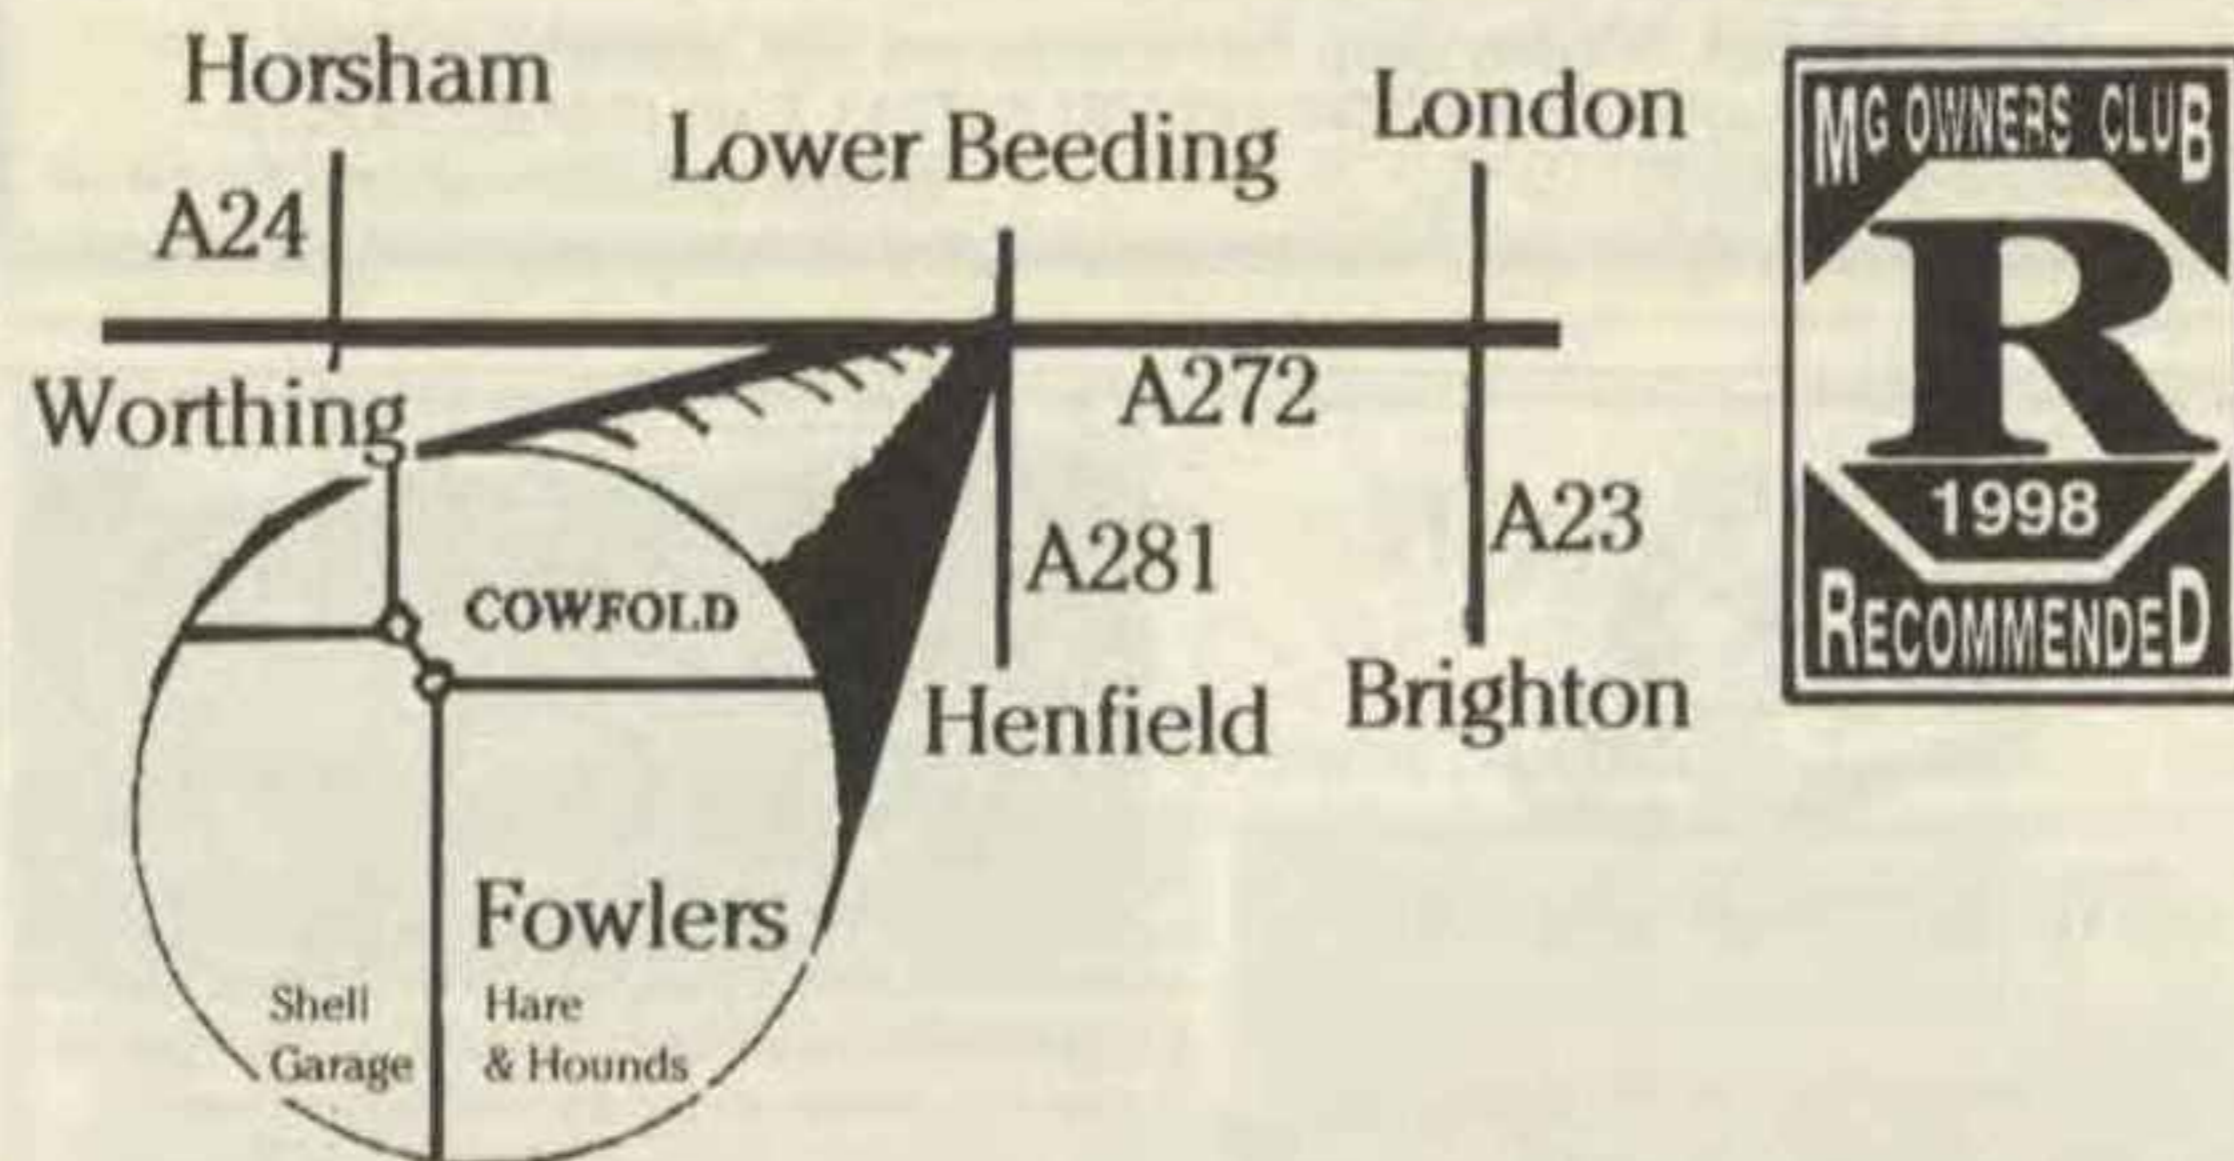 Horsham
London
Lower Beeding
A24
Worthing
A272
A281
A23
COWFOLD
Henfield
Brighton
Fowlers
Shell
Garage
Hare
& Hounds
MG OWNERS CLUB
R
1998
RECOMMENDED